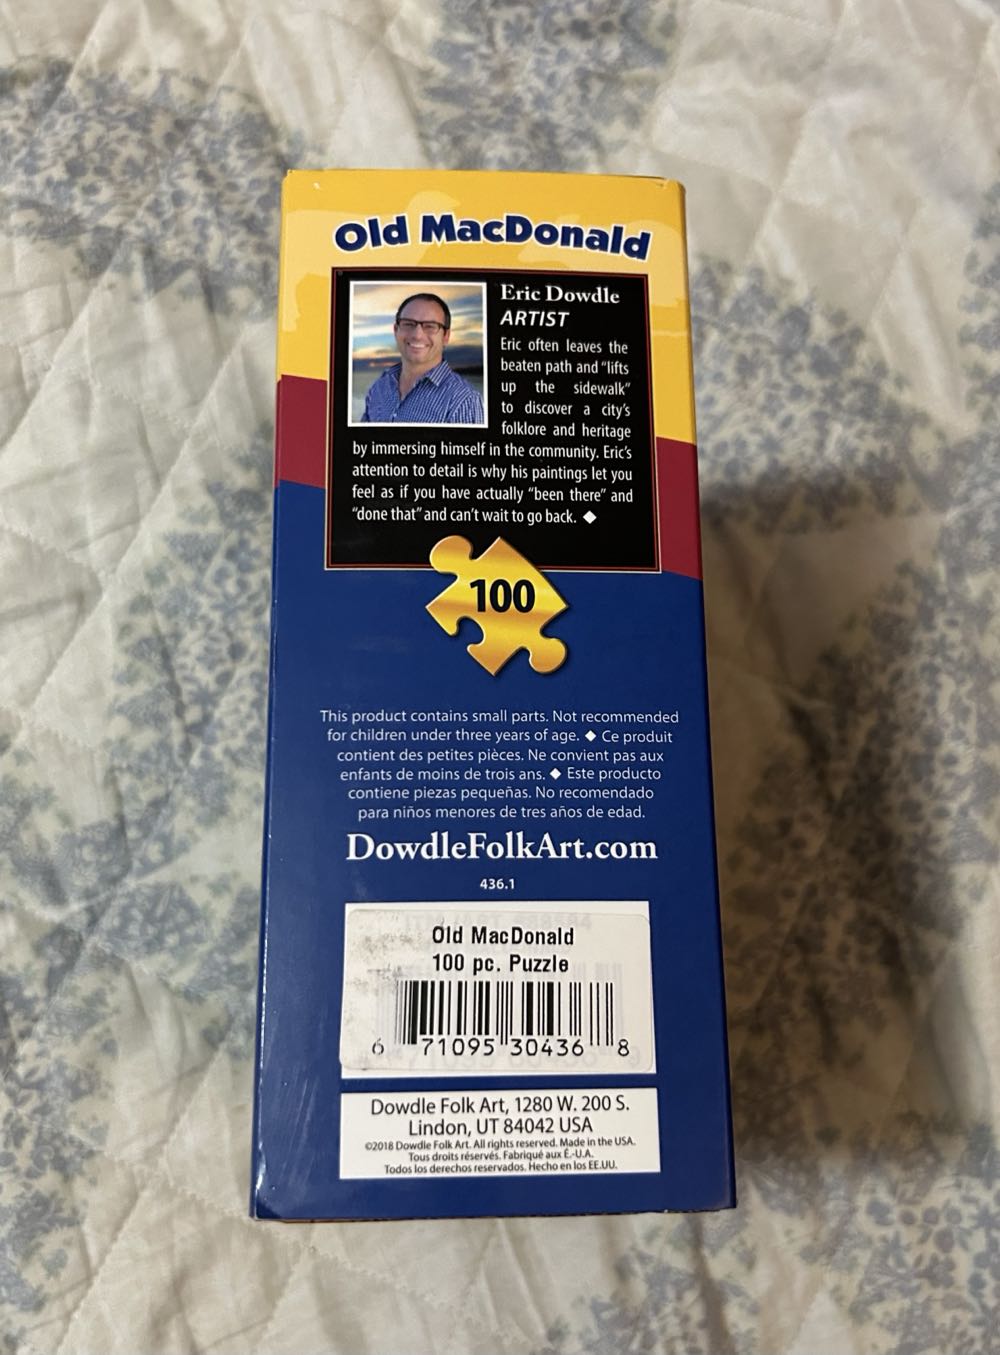 Old MacDonald
Eric Dowdle
ARTIST
Eric often leaves the
beaten path and "lifts
up the sidewalk"
to discover a city's
folklore and heritage
by immersing himself in the community. Eric's
attention to detail is why his paintings let you
feel as if you have actually "been there" and
"done that" and can't wait to go back. ◆
100
This product contains small parts. Not recommended
for children under three years of age. ◆ Ce produit
contient des petites pièces. Ne convient pas aux
enfants de moins de trois ans. ◆ Este producto
contiene piezas pequeñas. No recomendado
para niños menores de tres años de edad.
DowdleFolkArt.com
436.1
Old MacDonald
100 pc. Puzzle
6 71095 30436 8
Dowdle Folk Art, 1280 W. 200 S.
Lindon, UT 84042 USA
©2018 Dowdle Folk Art. All rights reserved. Made in the USA.
Tous droits réservés. Fabriqué aux É.-U.A.
Todos los derechos reservados. Hecho en los EE.UU.